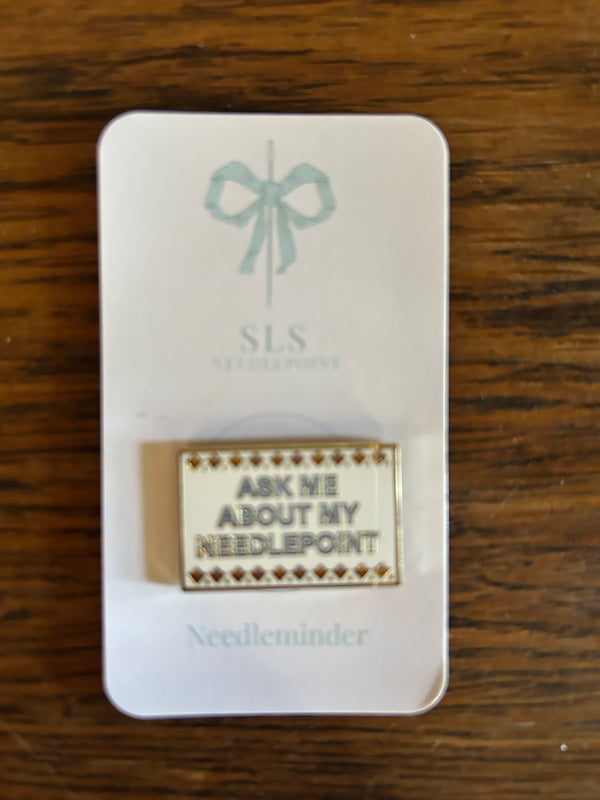 SLS
NEEDLEPOINT
ASK ME
ABOUT MY
NEEDLEPOINT
Needleminder